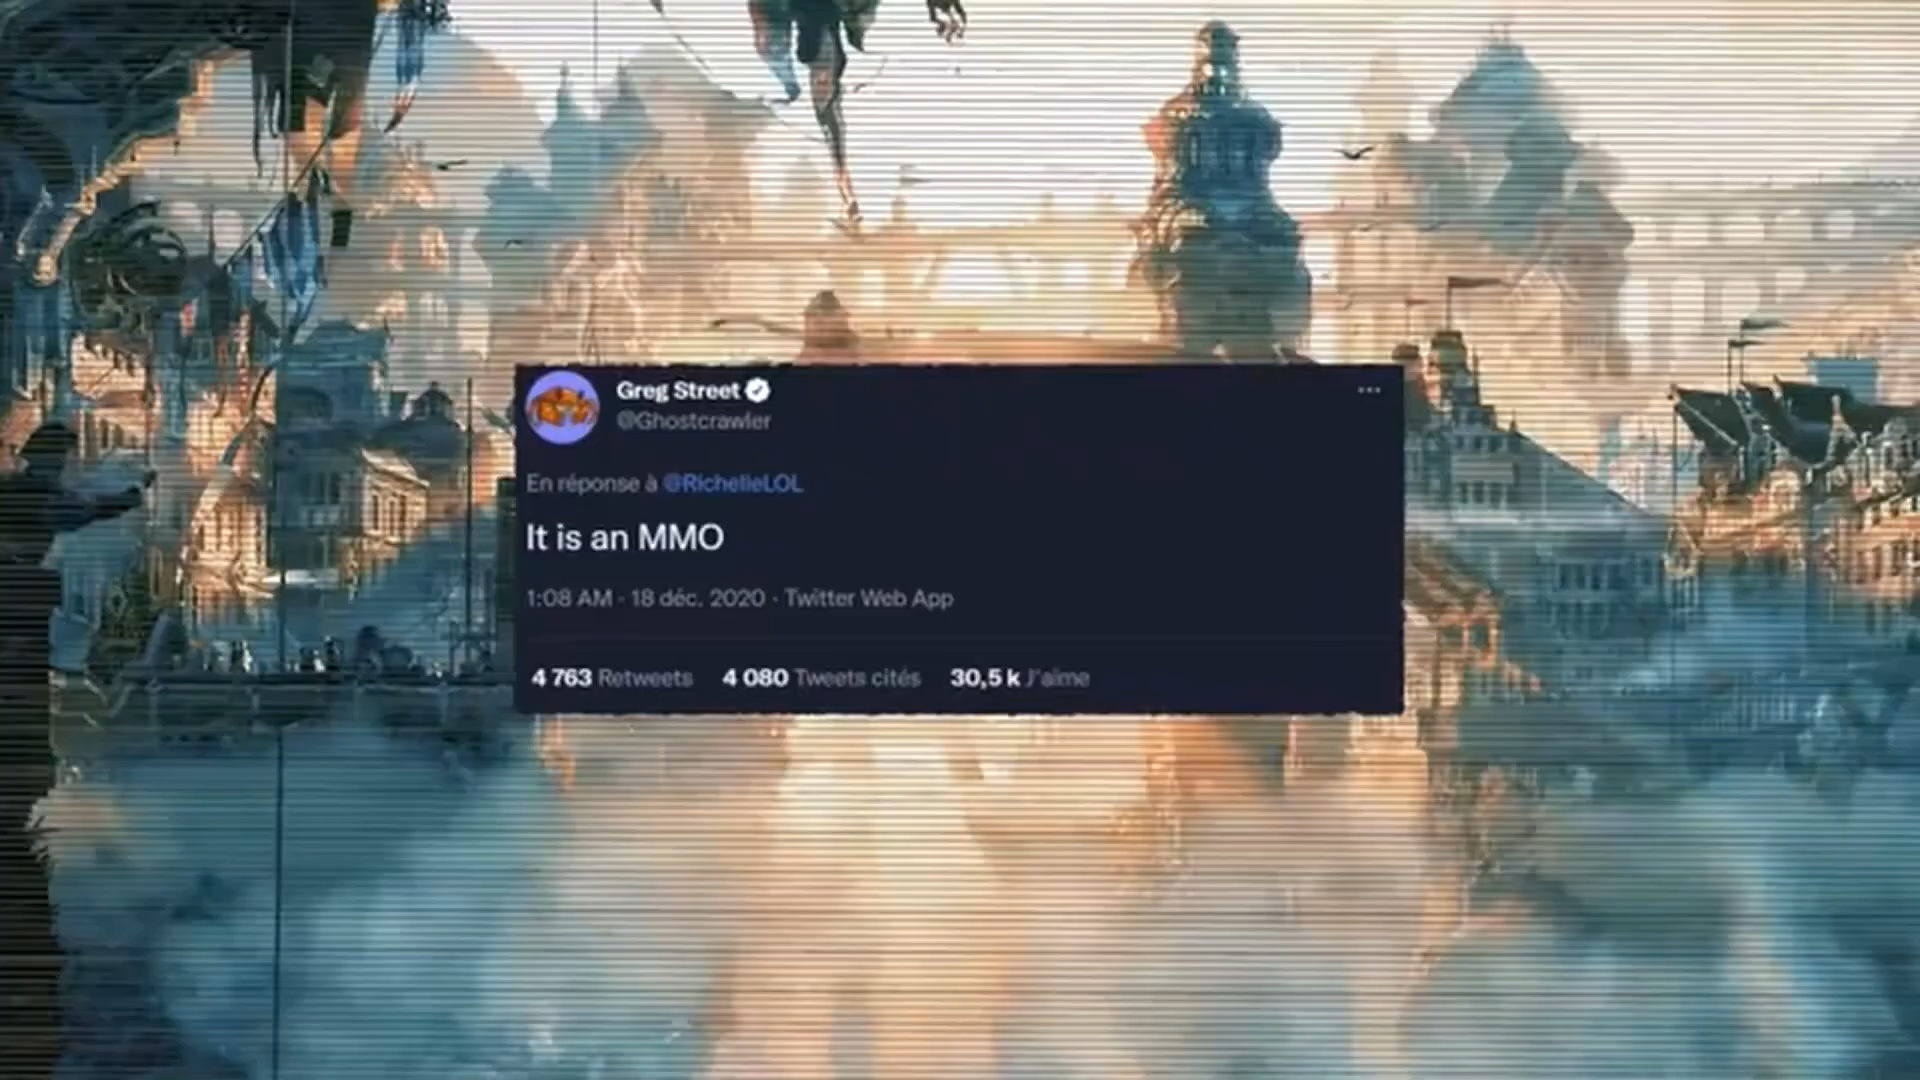 Greg Street
@Ghostcrawler
En réponse à @RichelleLOL
It is an MMO
1:08 AM · 18 déc. 2020 · Twitter Web App
4 763 Retweets 4 080 Tweets cités 30,5 k J'aime